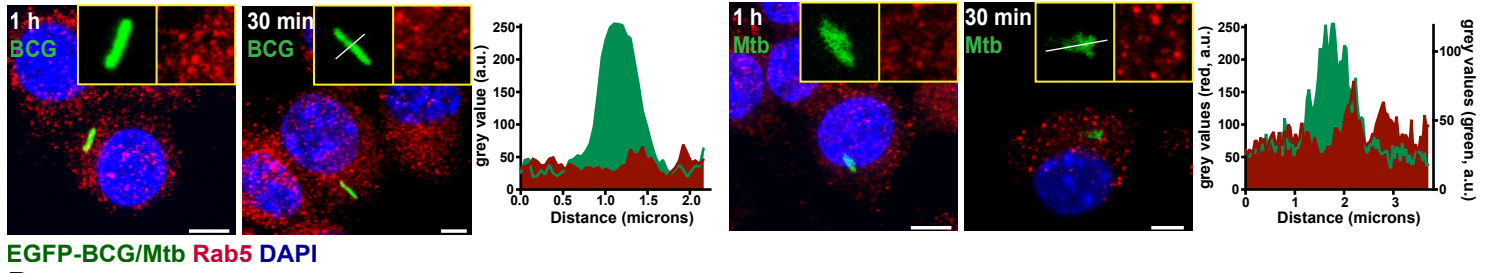 1 h
BCG
30 min
BCG
250
200
150
100
50
0
grey value (a.u.)
0.0 0.5 1.0 1.5 2.0
Distance (microns)
1 h
Mtb
30 min
Mtb
250
200
150
100
50
0
grey values (red, a.u.)
0 1 2 3
Distance (microns)
100
50
0
grey values (green, a.u.)
EGFP-BCG/Mtb Rab5 DAPI